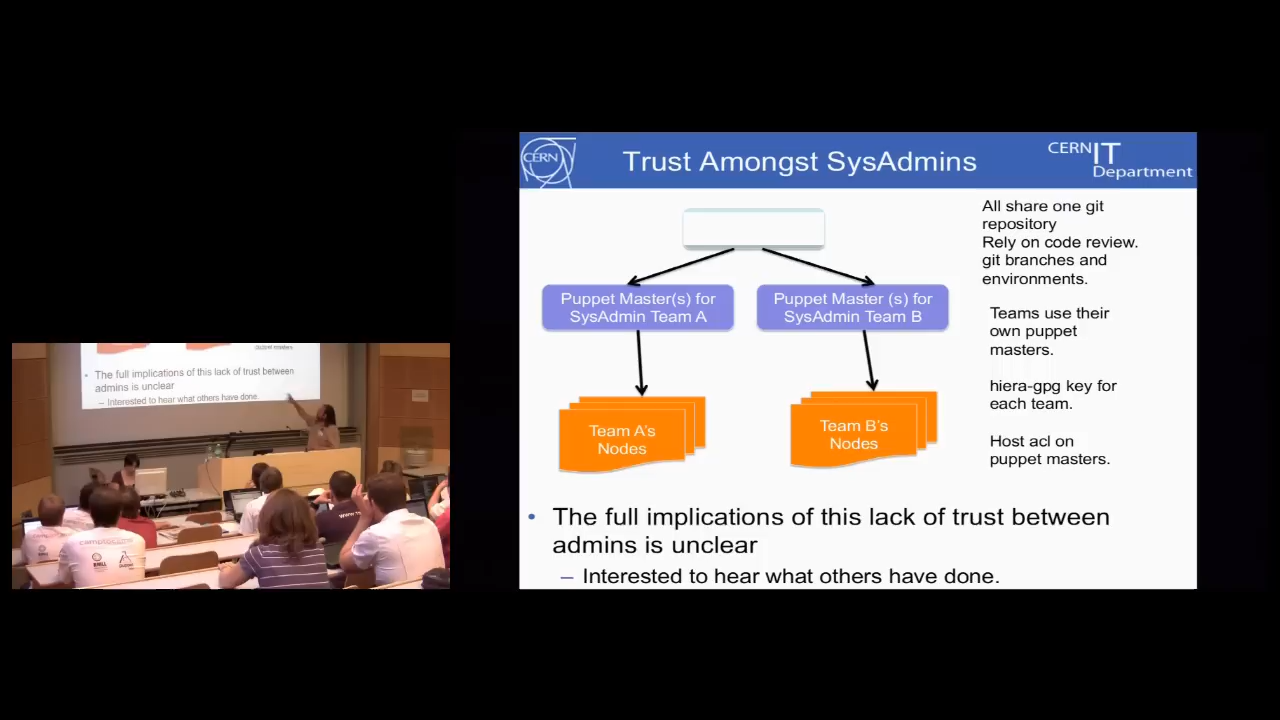 CERN
Trust Amongst SysAdmins
CERN IT
Department
All share one git
repository
Rely on code review.
git branches and
environments.
Puppet Master(s) for
SysAdmin Team A
Puppet Master (s) for
SysAdmin Team B
Teams use their
own puppet
masters.
hiera-gpg key for
each team.
Host acl on
puppet masters.
Team A's
Nodes
Team B's
Nodes
• The full implications of this lack of trust between
admins is unclear
– Interested to hear what others have done.
• The full implications of this lack of trust between
admins is unclear
– Interested to hear what others have done.
camptocamp